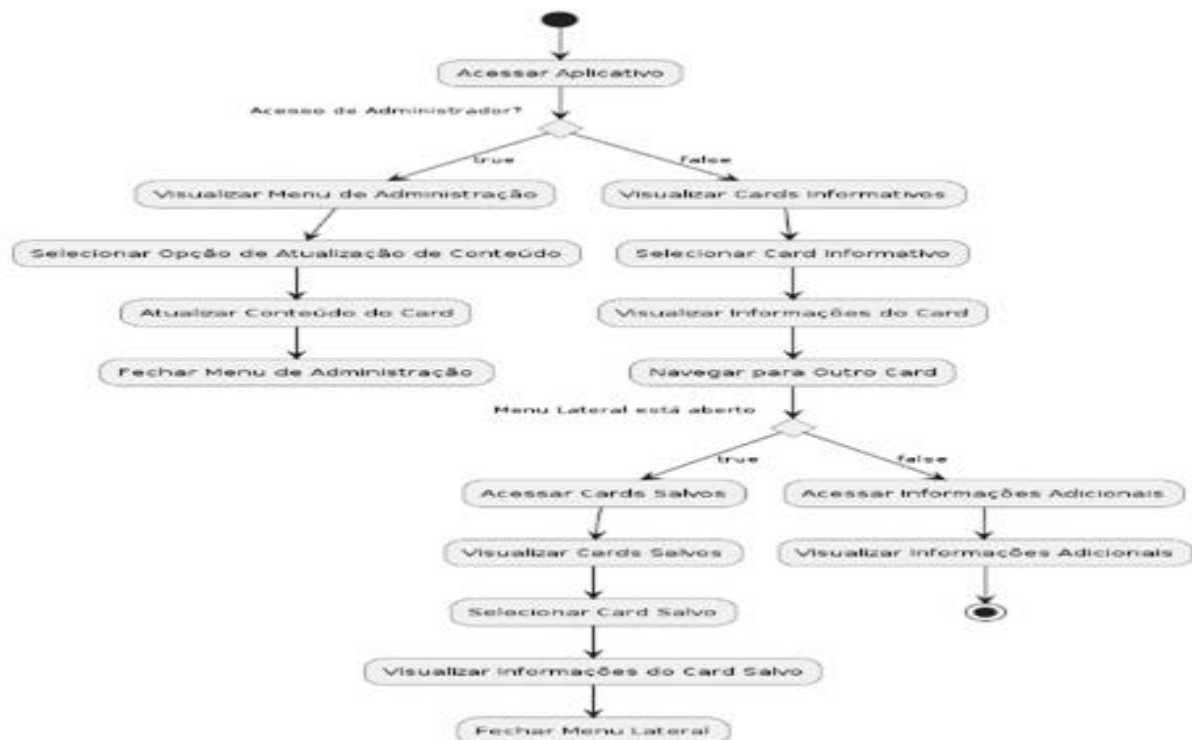 Acessar Aplicativo
Acesso de Administrador?
true
false
Visualizar Menu de Administração
Visualizar Cards Informativos
Selecionar Opção de Atualização de Conteúdo
Selecionar Card Informativo
Atualizar Conteúdo do Card
Visualizar Informações do Card
Fechar Menu de Administração
Navegar para Outro Card
Menu Lateral está aberto
true
false
Acessar Cards Salvos
Acessar Informações Adicionais
Visualizar Cards Salvos
Visualizar Informações Adicionais
Selecionar Card Salvo
Visualizar Informações do Card Salvo
Fechar Menu Lateral